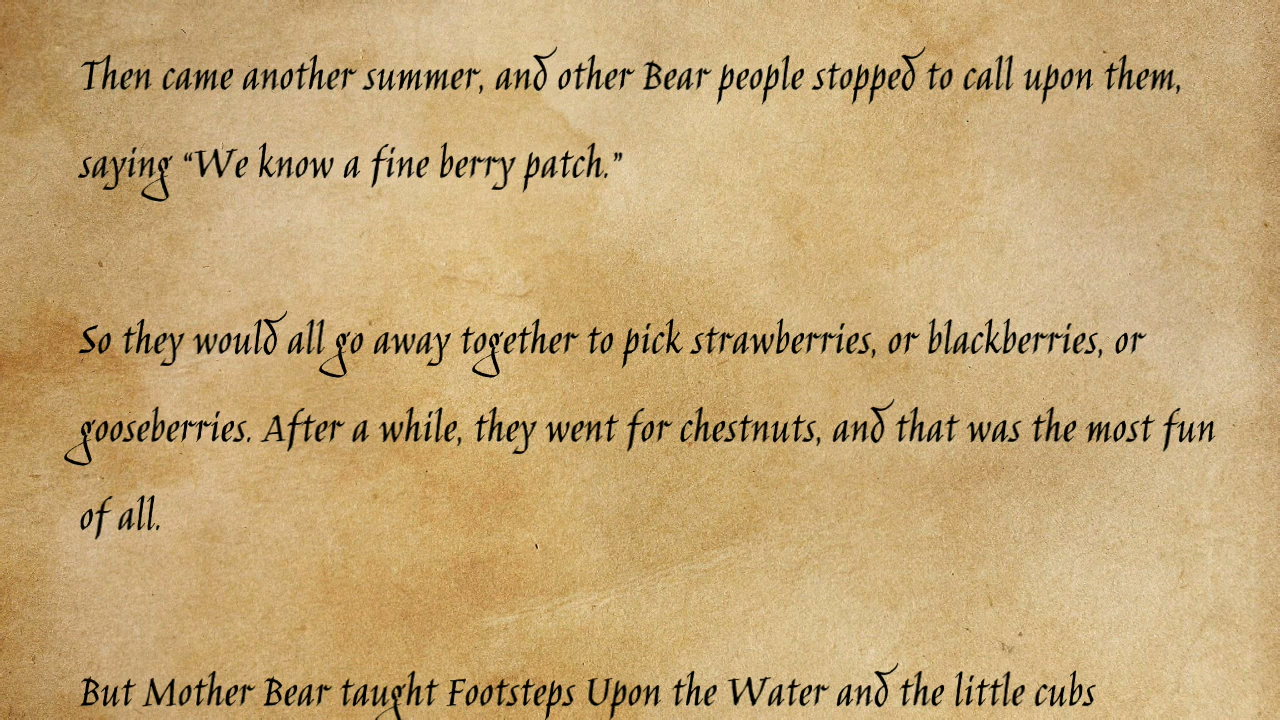 Then came another summer, and other Bear people stopped to call upon them,
saying “We know a fine berry patch.”
So they would all go away together to pick strawberries, or blackberries, or
gooseberries. After a while, they went for chestnuts, and that was the most fun
of all.
But Mother Bear taught Footsteps Upon the Water and the little cubs